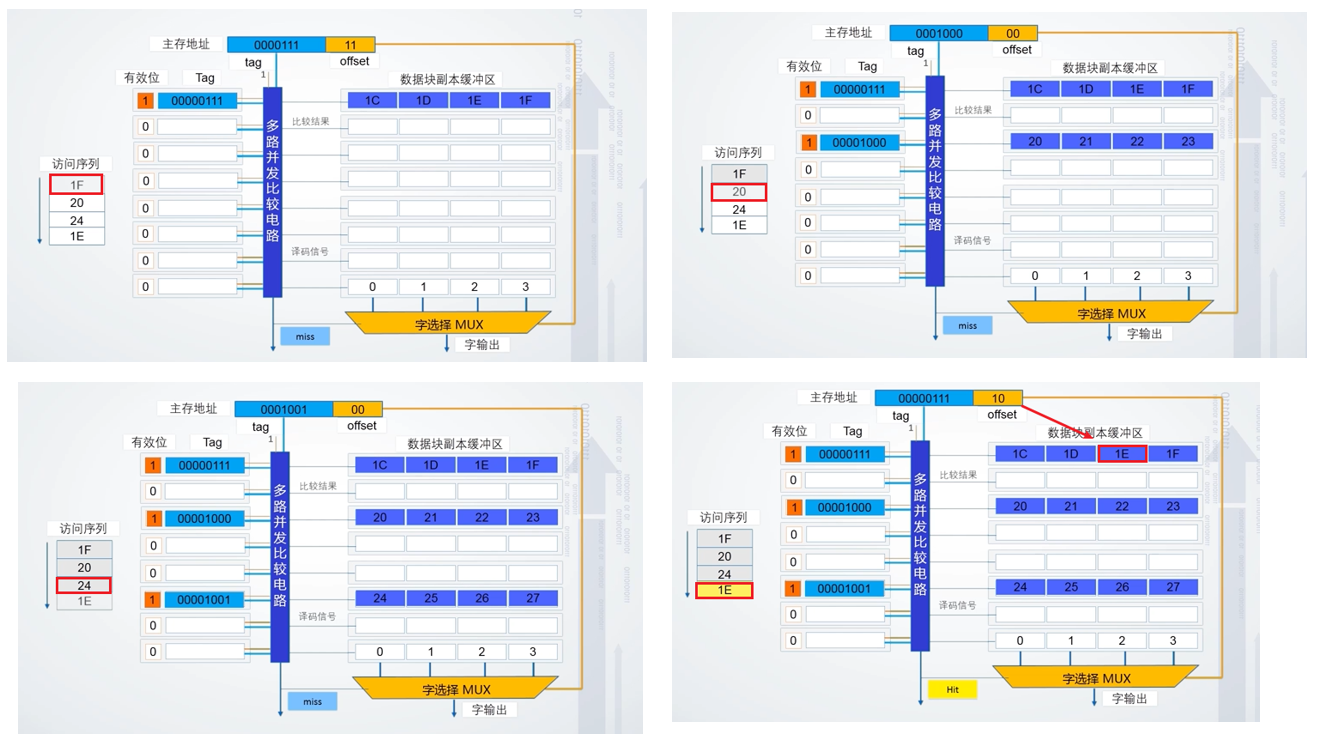 主存地址 0000111 11
tag offset
1
有效位 Tag 数据块副本缓冲区
1 00000111 1C 1D 1E 1F
比较结果
0
0
0
0
0
0
译码信号
0 0 1 2 3
多路并发比较电路
访问序列
1F
20
24
1E
字选择 MUX
miss
字输出
主存地址 0001000 00
tag offset
1
有效位 Tag 数据块副本缓冲区
1 00000111 1C 1D 1E 1F
比较结果
0
1 00001000 20 21 22 23
0
0
0
0
译码信号
0 0 1 2 3
多路并发比较电路
访问序列
1F
20
24
1E
字选择 MUX
miss
字输出
主存地址 0001001 00
tag offset
1
有效位 Tag 数据块副本缓冲区
1 00000111 1C 1D 1E 1F
比较结果
0
1 00001000 20 21 22 23
0
0
1 00001001 24 25 26 27
译码信号
0
0 0 1 2 3
多路并发比较电路
访问序列
1F
20
24
1E
字选择 MUX
miss
字输出
主存地址 00000111 10
tag offset
1
有效位 Tag 数据块副本缓冲区
1 00000111 1C 1D 1E 1F
比较结果
0
1 00001000 20 21 22 23
0
0
1 00001001 24 25 26 27
译码信号
0
0 0 1 2 3
多路并发比较电路
访问序列
1F
20
24
1E
字选择 MUX
Hit
字输出